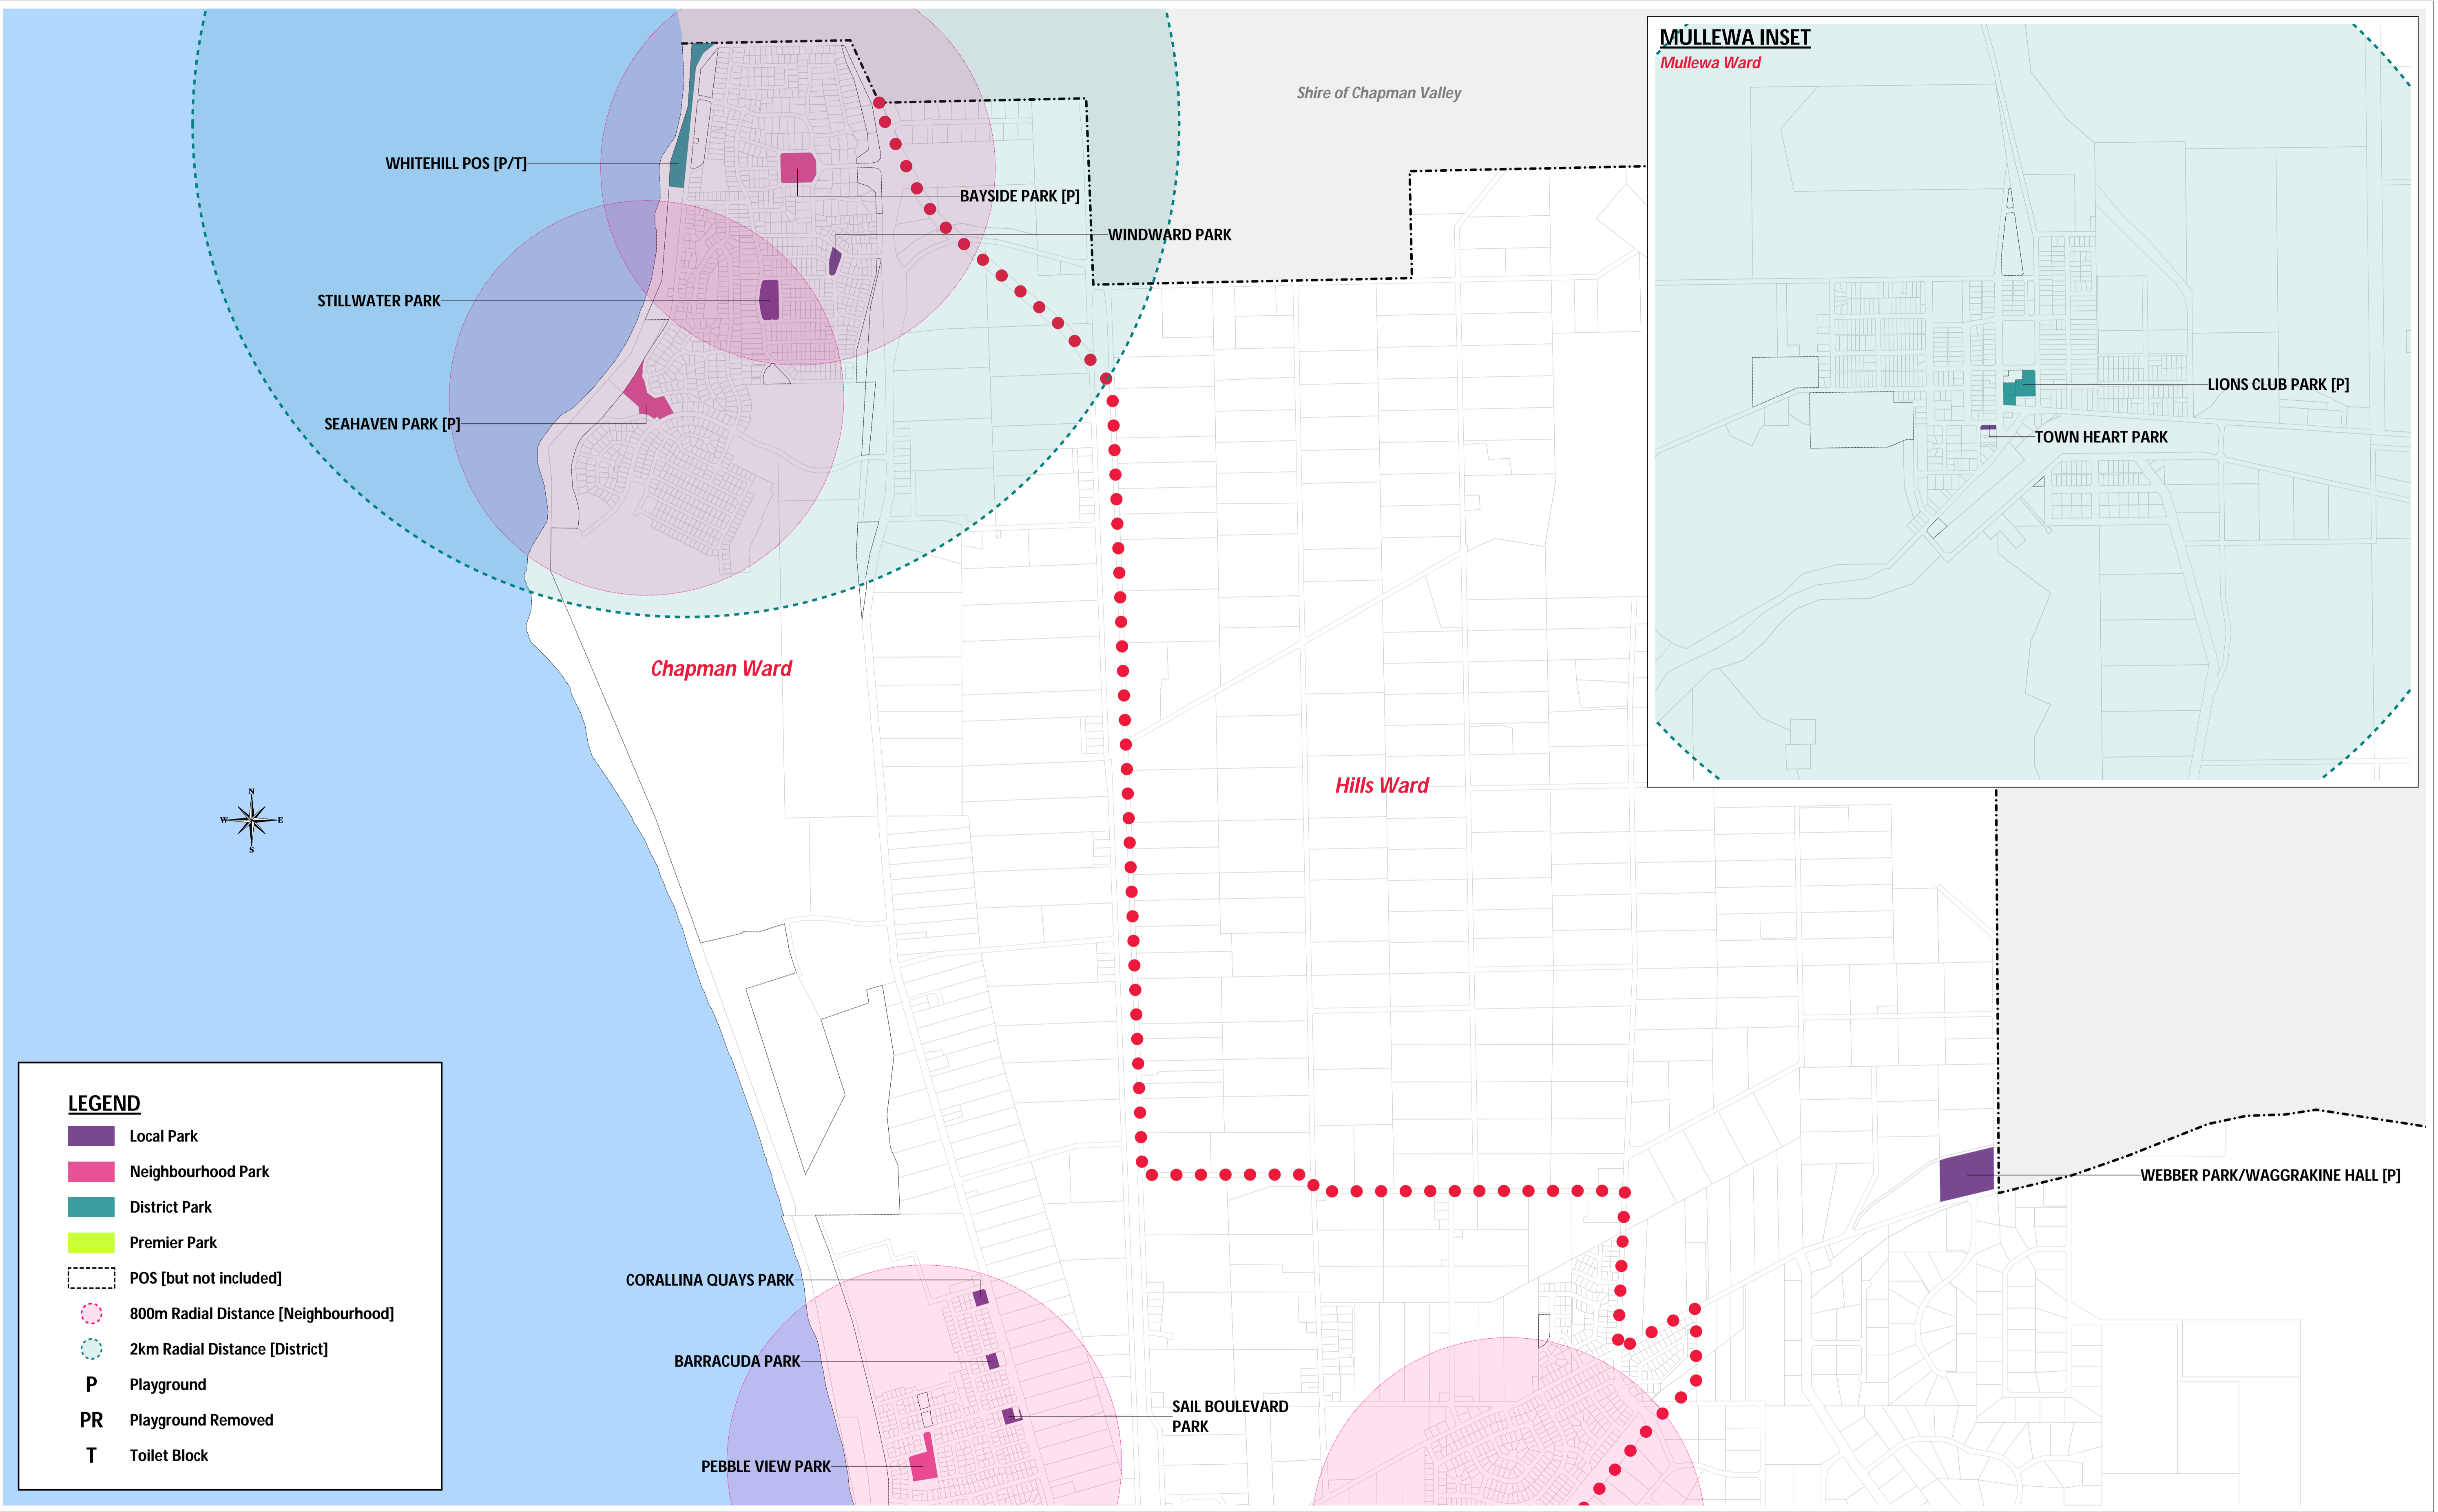 MULLEWA INSET
Mullewa Ward
Shire of Chapman Valley
WHITEHILL POS [P/T]
BAYSIDE PARK [P]
WINDWARD PARK
STILLWATER PARK
SEAHAVEN PARK [P]
LIONS CLUB PARK [P]
TOWN HEART PARK
Chapman Ward
Hills Ward
N
W
E
S
LEGEND
Local Park
Neighbourhood Park
District Park
Premier Park
POS [but not included]
800m Radial Distance [Neighbourhood]
2km Radial Distance [District]
P Playground
PR Playground Removed
T Toilet Block
WEBBER PARK/WAGGRAKINE HALL [P]
CORALLINA QUAYS PARK
BARRACUDA PARK
SAIL BOULEVARD
PARK
PEBBLE VIEW PARK